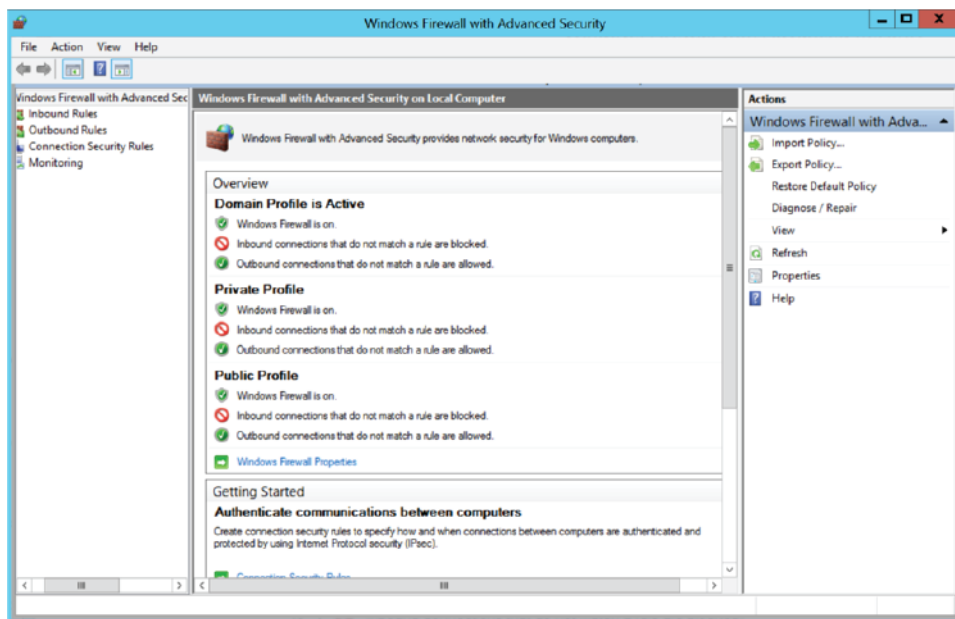 Windows Firewall with Advanced Security
File Action View Help
Windows Firewall with Advanced Sec
Inbound Rules
Outbound Rules
Connection Security Rules
Monitoring
Windows Firewall with Advanced Security on Local Computer
Windows Firewall with Advanced Security provides network security for Windows computers.
Overview
Domain Profile is Active
Windows Firewall is on.
Inbound connections that do not match a rule are blocked.
Outbound connections that do not match a rule are allowed.
Private Profile
Windows Firewall is on.
Inbound connections that do not match a rule are blocked.
Outbound connections that do not match a rule are allowed.
Public Profile
Windows Firewall is on.
Inbound connections that do not match a rule are blocked.
Outbound connections that do not match a rule are allowed.
Windows Firewall Properties
Getting Started
Authenticate communications between computers
Create connection security rules to specify how and when connections between computers are authenticated and
protected by using Internet Protocol security (IPsec).
Connection Security Rules
Actions
Windows Firewall with Adva...
Import Policy...
Export Policy...
Restore Default Policy
Diagnose / Repair
View
Refresh
Properties
Help